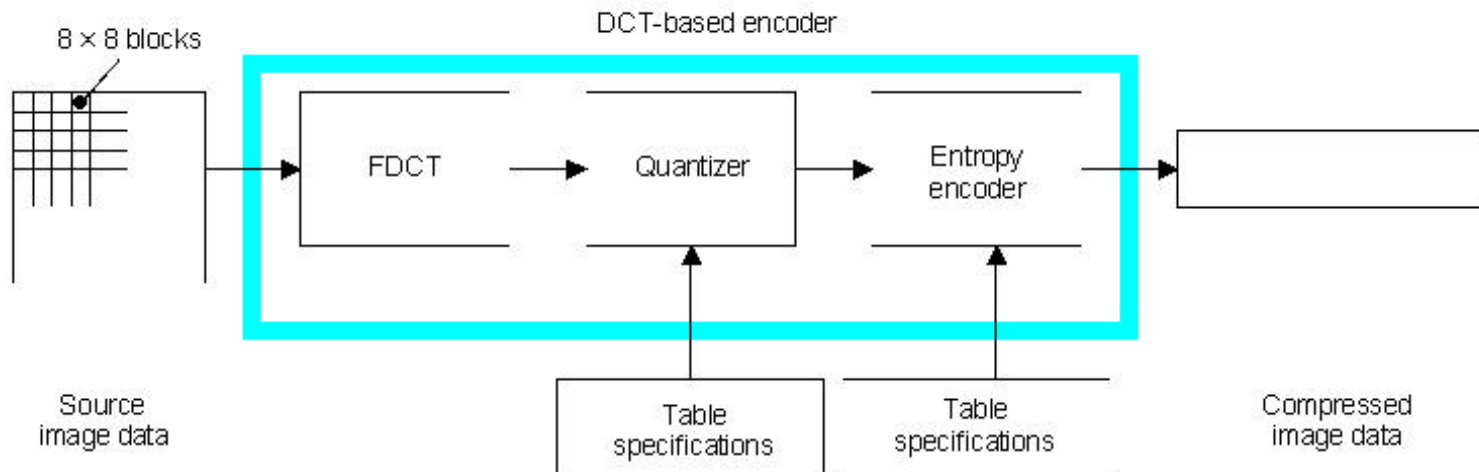 DCT-based encoder
8 × 8 blocks
FDCT
Quantizer
Entropy
encoder
Source
image data
Table
specifications
Table
specifications
Compressed
image data